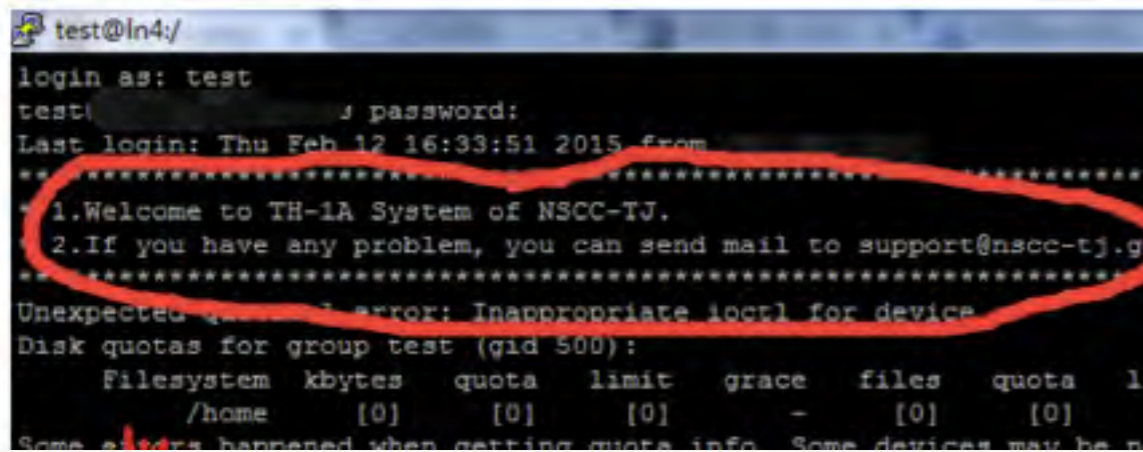 test@ln4:/
login as: test
test password:
Last login: Thu Feb 12 16:33:51 2015 from
*************************************************************
* 1.Welcome to TH-1A System of NSCC-TJ.
* 2.If you have any problem, you can send mail to support@nscc-tj.g
*************************************************************
Unexpected error: Inappropriate ioctl for device
Disk quotas for group test (gid 500):
Filesystem kbytes quota limit grace files quota l
/home [0] [0] [0] - [0] [0]
Some errors happened when getting quota info. Some devices may be